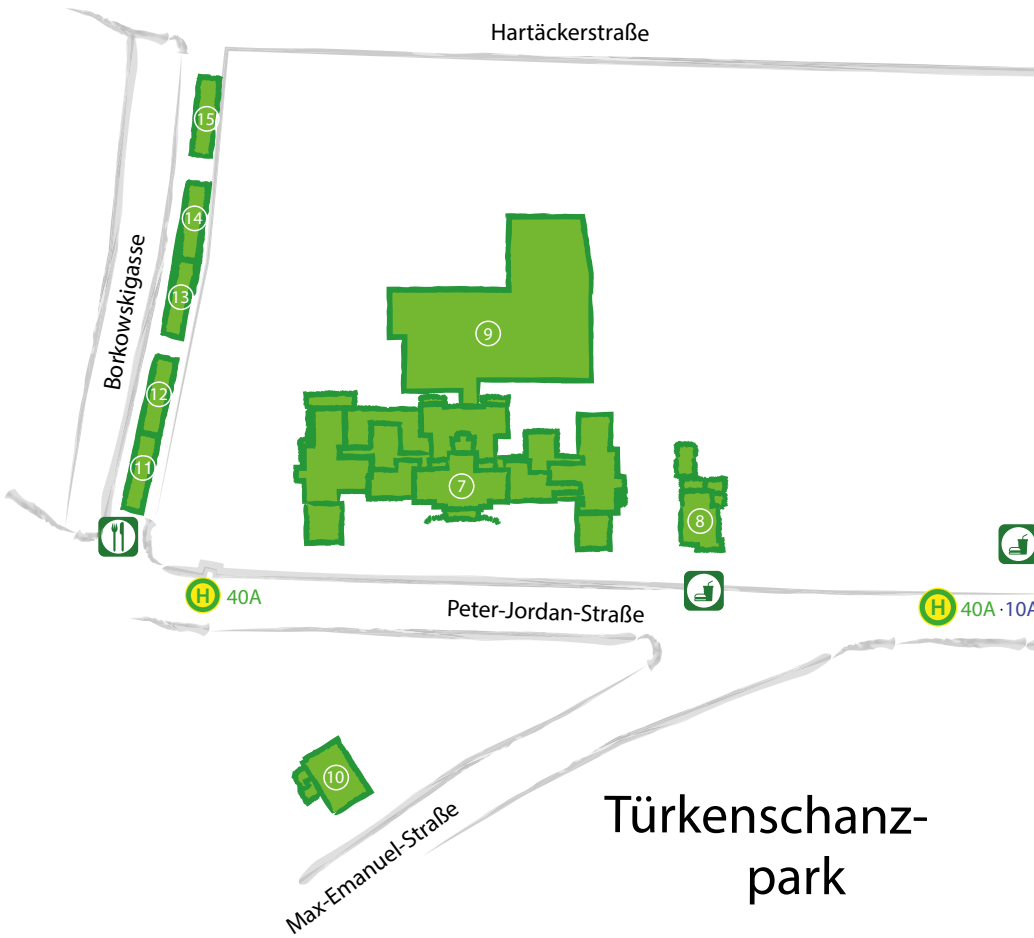 Hartäckerstraße
15
14
Borkowskigasse
13
9
12
11
7
8
H 40A
Peter-Jordan-Straße
H 40A · 10A
10
Max-Emanuel-Straße
Türkenschanz-
park